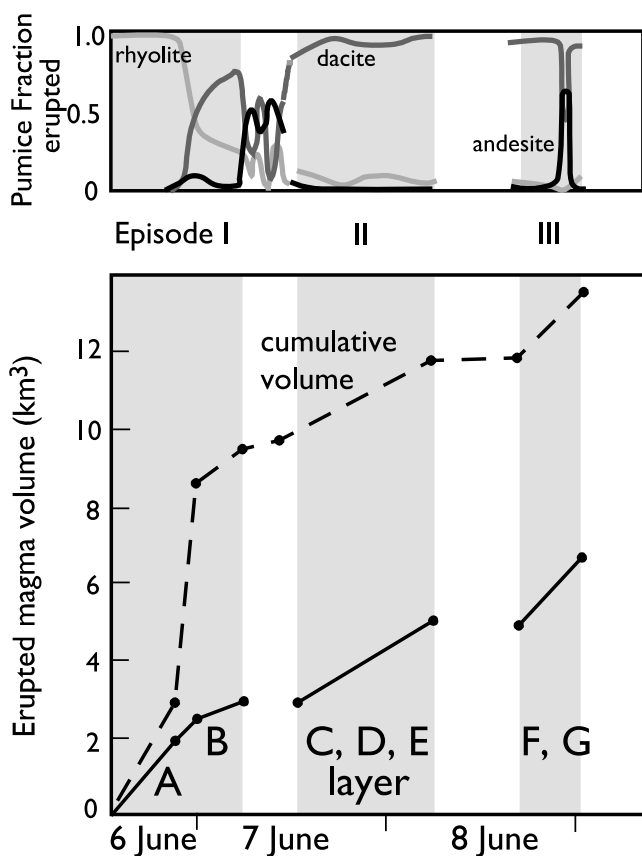 1.0
rhyolite
dacite
0.5
andesite
0
Pumice Fraction
erupted
Episode I
II
III
cumulative
volume
12
10
8
6
4
2
0
Erupted magma volume (km³)
A
B
C, D, E
layer
F, G
6 June
7 June
8 June